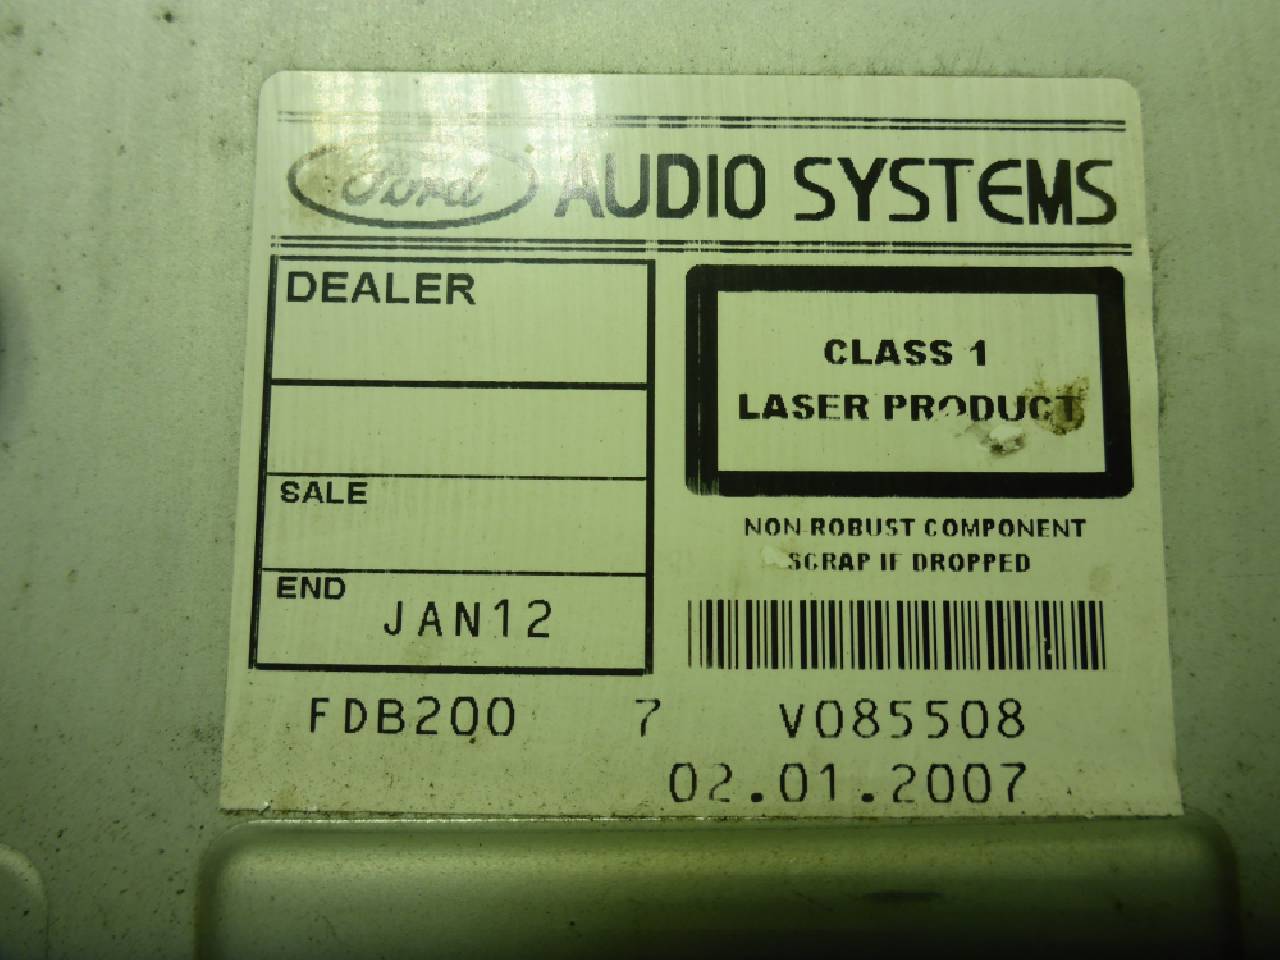 Ford AUDIO SYSTEMS
DEALER
SALE
END JAN12
CLASS 1
LASER PRODUCT
NON ROBUST COMPONENT
SCRAP IF DROPPED
FDB200 7 V085508
02.01.2007